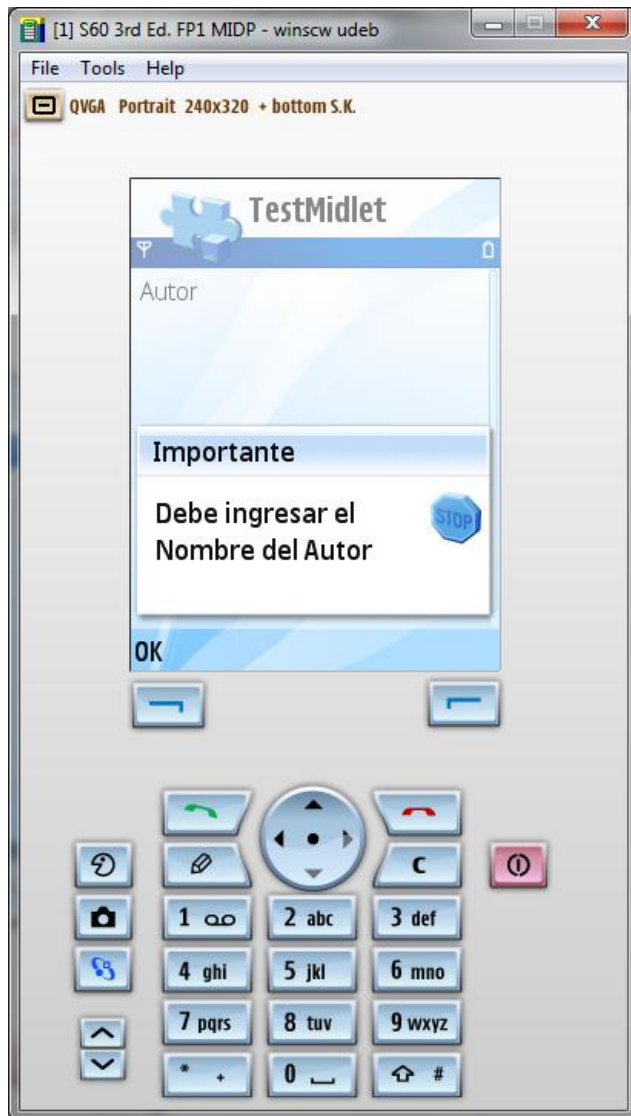 [1] S60 3rd Ed. FP1 MIDP - winscw udeb
File Tools Help
QVGA Portrait 240x320 + bottom S.K.
TestMidlet
Autor
Importante
Debe ingresar el
STOP
Nombre del Autor
OK
C
1
2 abc
3 def
4 ghi
5 jkl
6 mno
7 pqrs
8 tuv
9 wxyz
* +
0
#